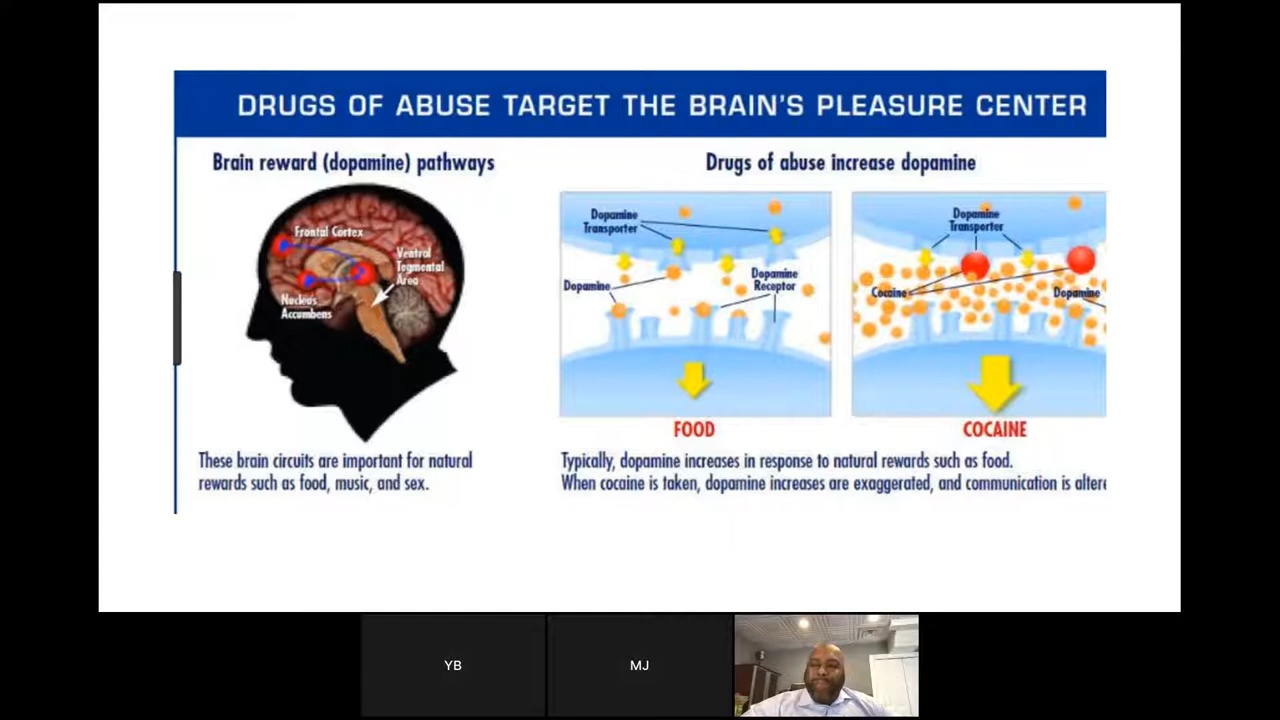 DRUGS OF ABUSE TARGET THE BRAIN'S PLEASURE CENTER
Brain reward (dopamine) pathways
Frontal Cortex
Ventral
Tegmental
Area
Nucleus
Accumbens
These brain circuits are important for natural
rewards such as food, music, and sex.
Drugs of abuse increase dopamine
Dopamine
Transporter
Dopamine
Dopamine
Receptor
FOOD
Dopamine
Transporter
Cocaine
Dopamine
COCAINE
Typically, dopamine increases in response to natural rewards such as food.
When cocaine is taken, dopamine increases are exaggerated, and communication is altere
YB
MJ